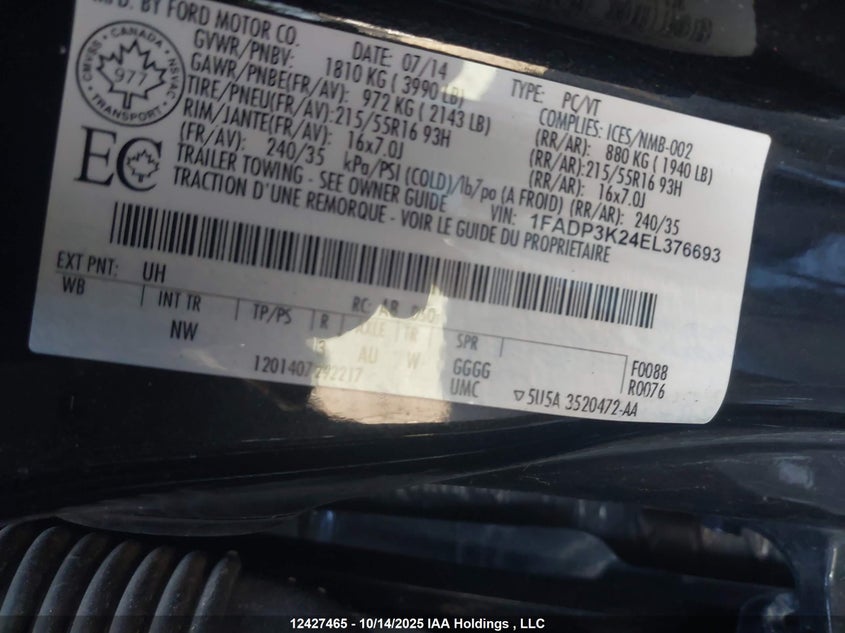 MFD. BY FORD MOTOR CO.
DATE: 07/14
TYPE: PC/VT
GVWR/PNBV: 1810 KG ( 3990 LB)
COMPLIES: ICES/NMB-002
GAWR/PNBE(FR/AV): 972 KG ( 2143 LB)
(RR/AR): 880 KG ( 1940 LB)
TIRE/PNEU(FR/AV): 215/55R16 93H
(RR/AR): 215/55R16 93H
RIM/JANTE(FR/AV): 16x7.0J
(RR/AR): 16x7.0J
(FR/AV): 240/35 kPa/PSI (COLD)/lb/po (A FROID) (RR/AR): 240/35
TRAILER TOWING - SEE OWNER GUIDE VIN: 1FADP3K24EL376693
TRACTION D'UNE REMORQUE - VOIR LE GUIDE DU PROPRIETAIRE
CANADA
CMVSS NSVAC
977
TRANSPORT
EC
EXT PNT: UH RC:
WB INT TR TP/PS R TR SPR
NW 13 AU W GGGG F0088
UMC R0076
▽ 5U5A 3520472-AA
12427465 - 10/14/2025 IAA Holdings , LLC